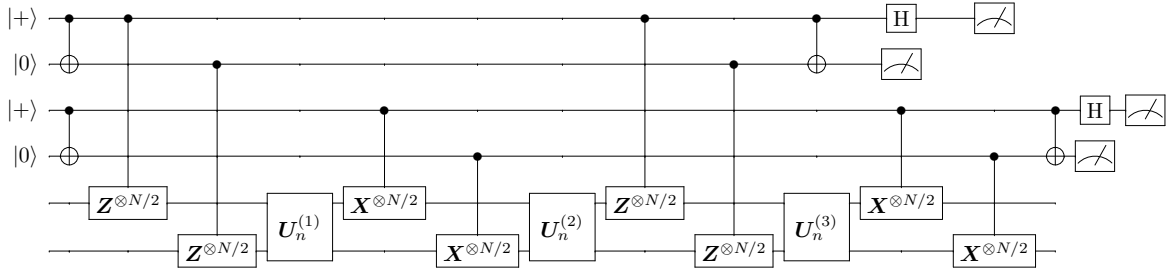 |+⟩ H
|0⟩
|+⟩ H
|0⟩
Z^{⊗N/2} U_n^{(1)} X^{⊗N/2} U_n^{(2)} Z^{⊗N/2} U_n^{(3)} X^{⊗N/2}
Z^{⊗N/2} X^{⊗N/2} Z^{⊗N/2} X^{⊗N/2}